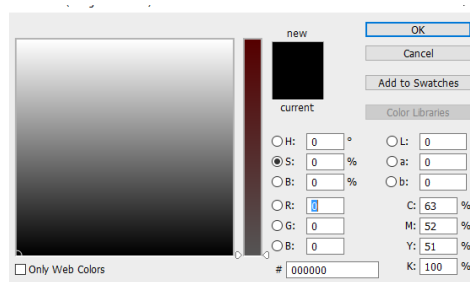 new
OK
Cancel
Add to Swatches
current
Color Libraries
H: 0 °
L: 0
S: 0 %
a: 0
B: 0 %
b: 0
R: 0
C: 63 %
G: 0
M: 52 %
B: 0
Y: 51 %
Only Web Colors
# 000000
K: 100 %